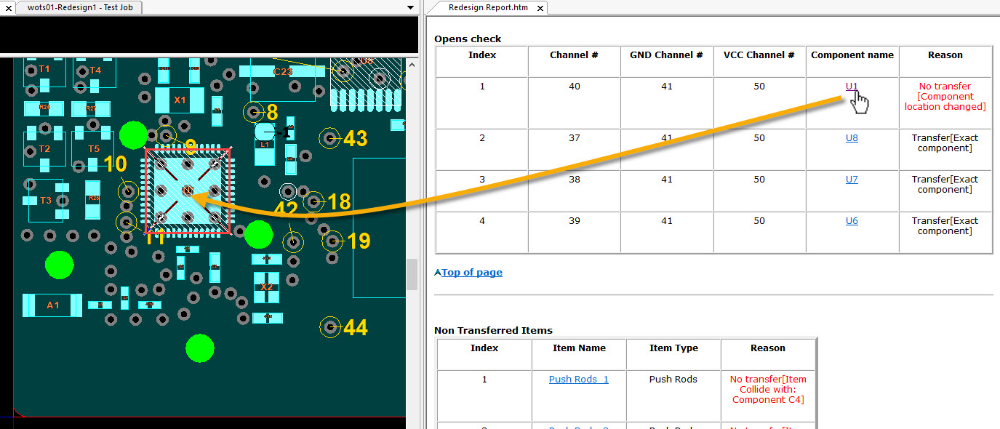 wots01-Redesign1 - Test Job
T1
T4
C23
X1
R24
R27
8
9
1
L1
43
T2
T5
10
T3
R25
42
18
11
19
X2
A1
44
Redesign Report.htm
Opens check
Index Channel # GND Channel # VCC Channel # Component name Reason
1 40 41 50 U1 No transfer
[Component
location changed]
2 37 41 50 U8 Transfer[Exact
component]
3 38 41 50 U7 Transfer[Exact
component]
4 39 41 50 U6 Transfer[Exact
component]
Top of page
Non Transferred Items
Index Item Name Item Type Reason
1 Push Rods_1 Push Rods No transfer[Item
Collide with:
Component C4]